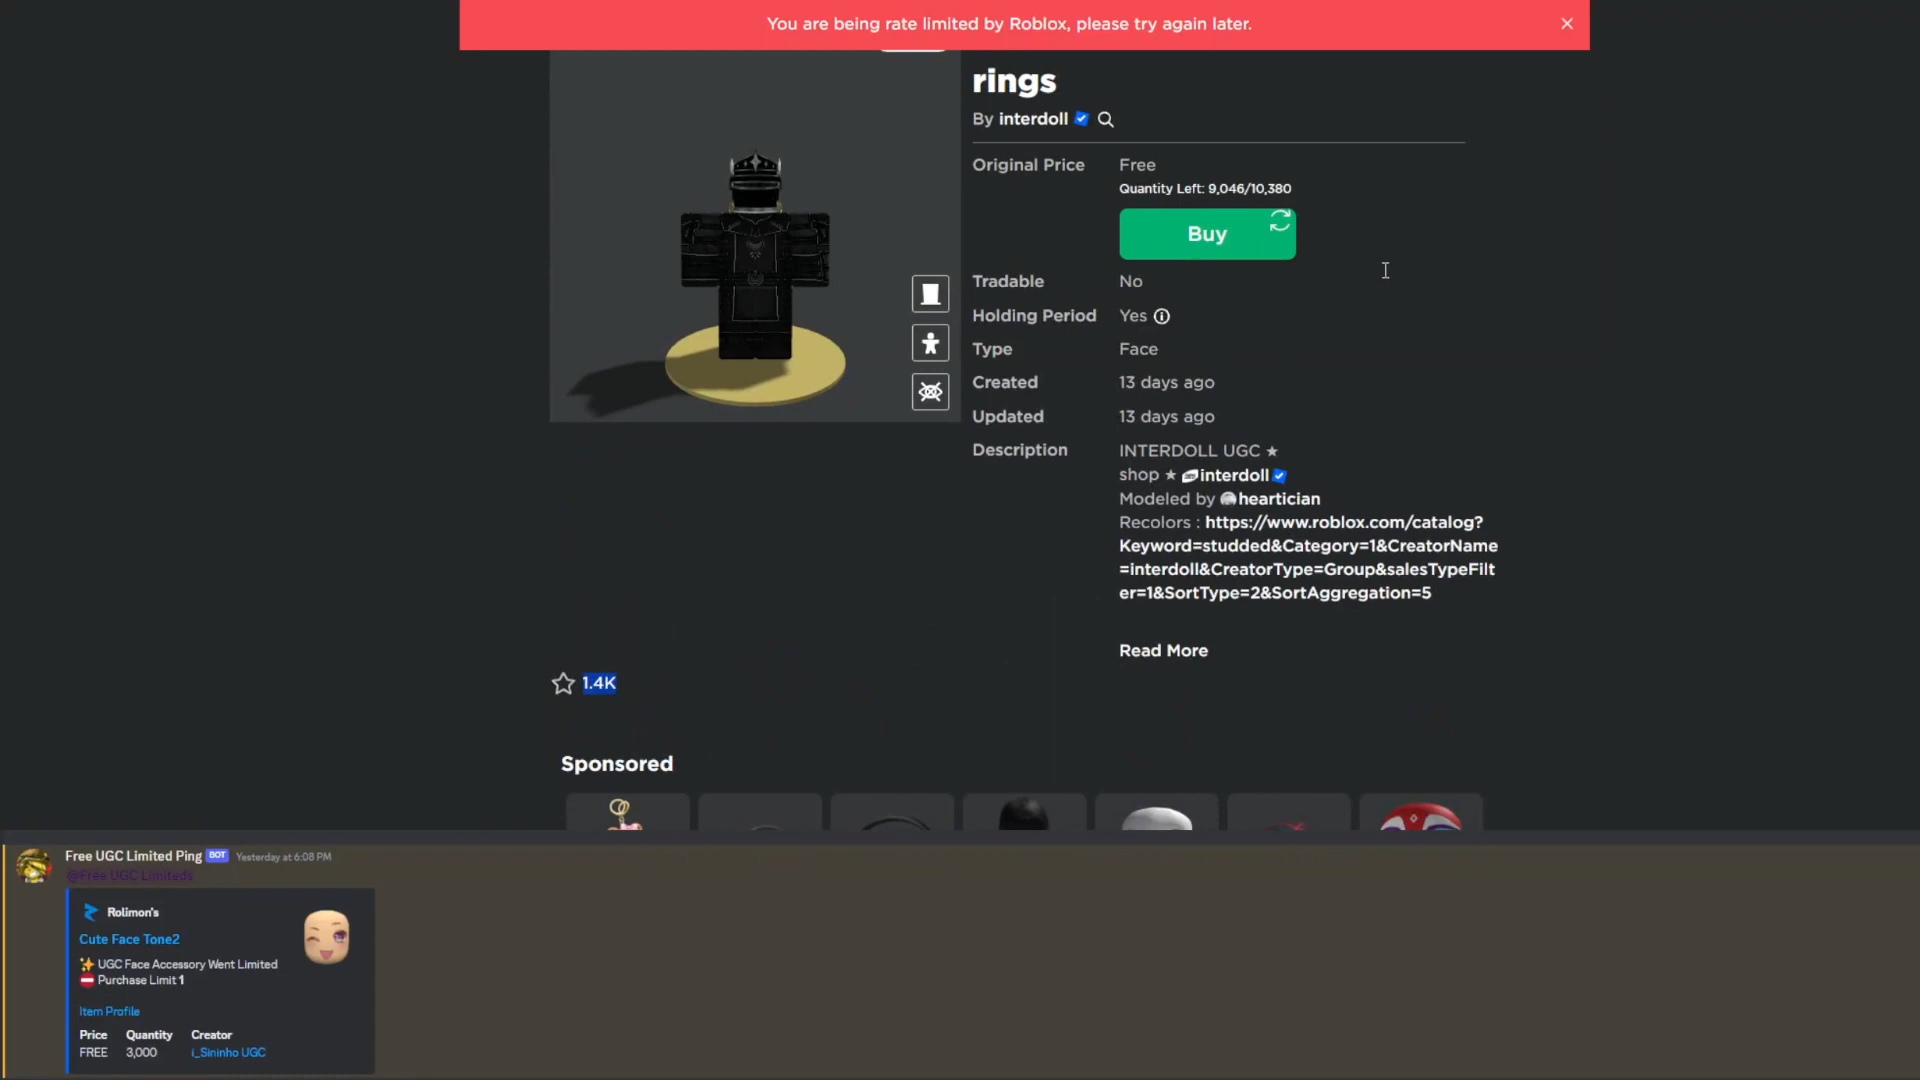 You are being rate limited by Roblox, please try again later.
rings
By interdoll
Original Price Free
Quantity Left: 9,046/10,380
Buy
Tradable No
Holding Period Yes
Type Face
Created 13 days ago
Updated 13 days ago
Description INTERDOLL UGC ★
shop ★ interdoll
Modeled by heartician
Recolors : https://www.roblox.com/catalog?
Keyword=studded&Category=1&CreatorName
=interdoll&CreatorType=Group&salesTypeFilt
er=1&SortType=2&SortAggregation=5
Read More
1.4K
Sponsored
Free UGC Limited Ping BOT Yesterday at 6:08 PM
@Free UGC Limiteds
Rolimon's
Cute Face Tone2
✨ UGC Face Accessory Went Limited
⛔ Purchase Limit 1
Item Profile
Price Quantity Creator
FREE 3,000 i_Sininho UGC